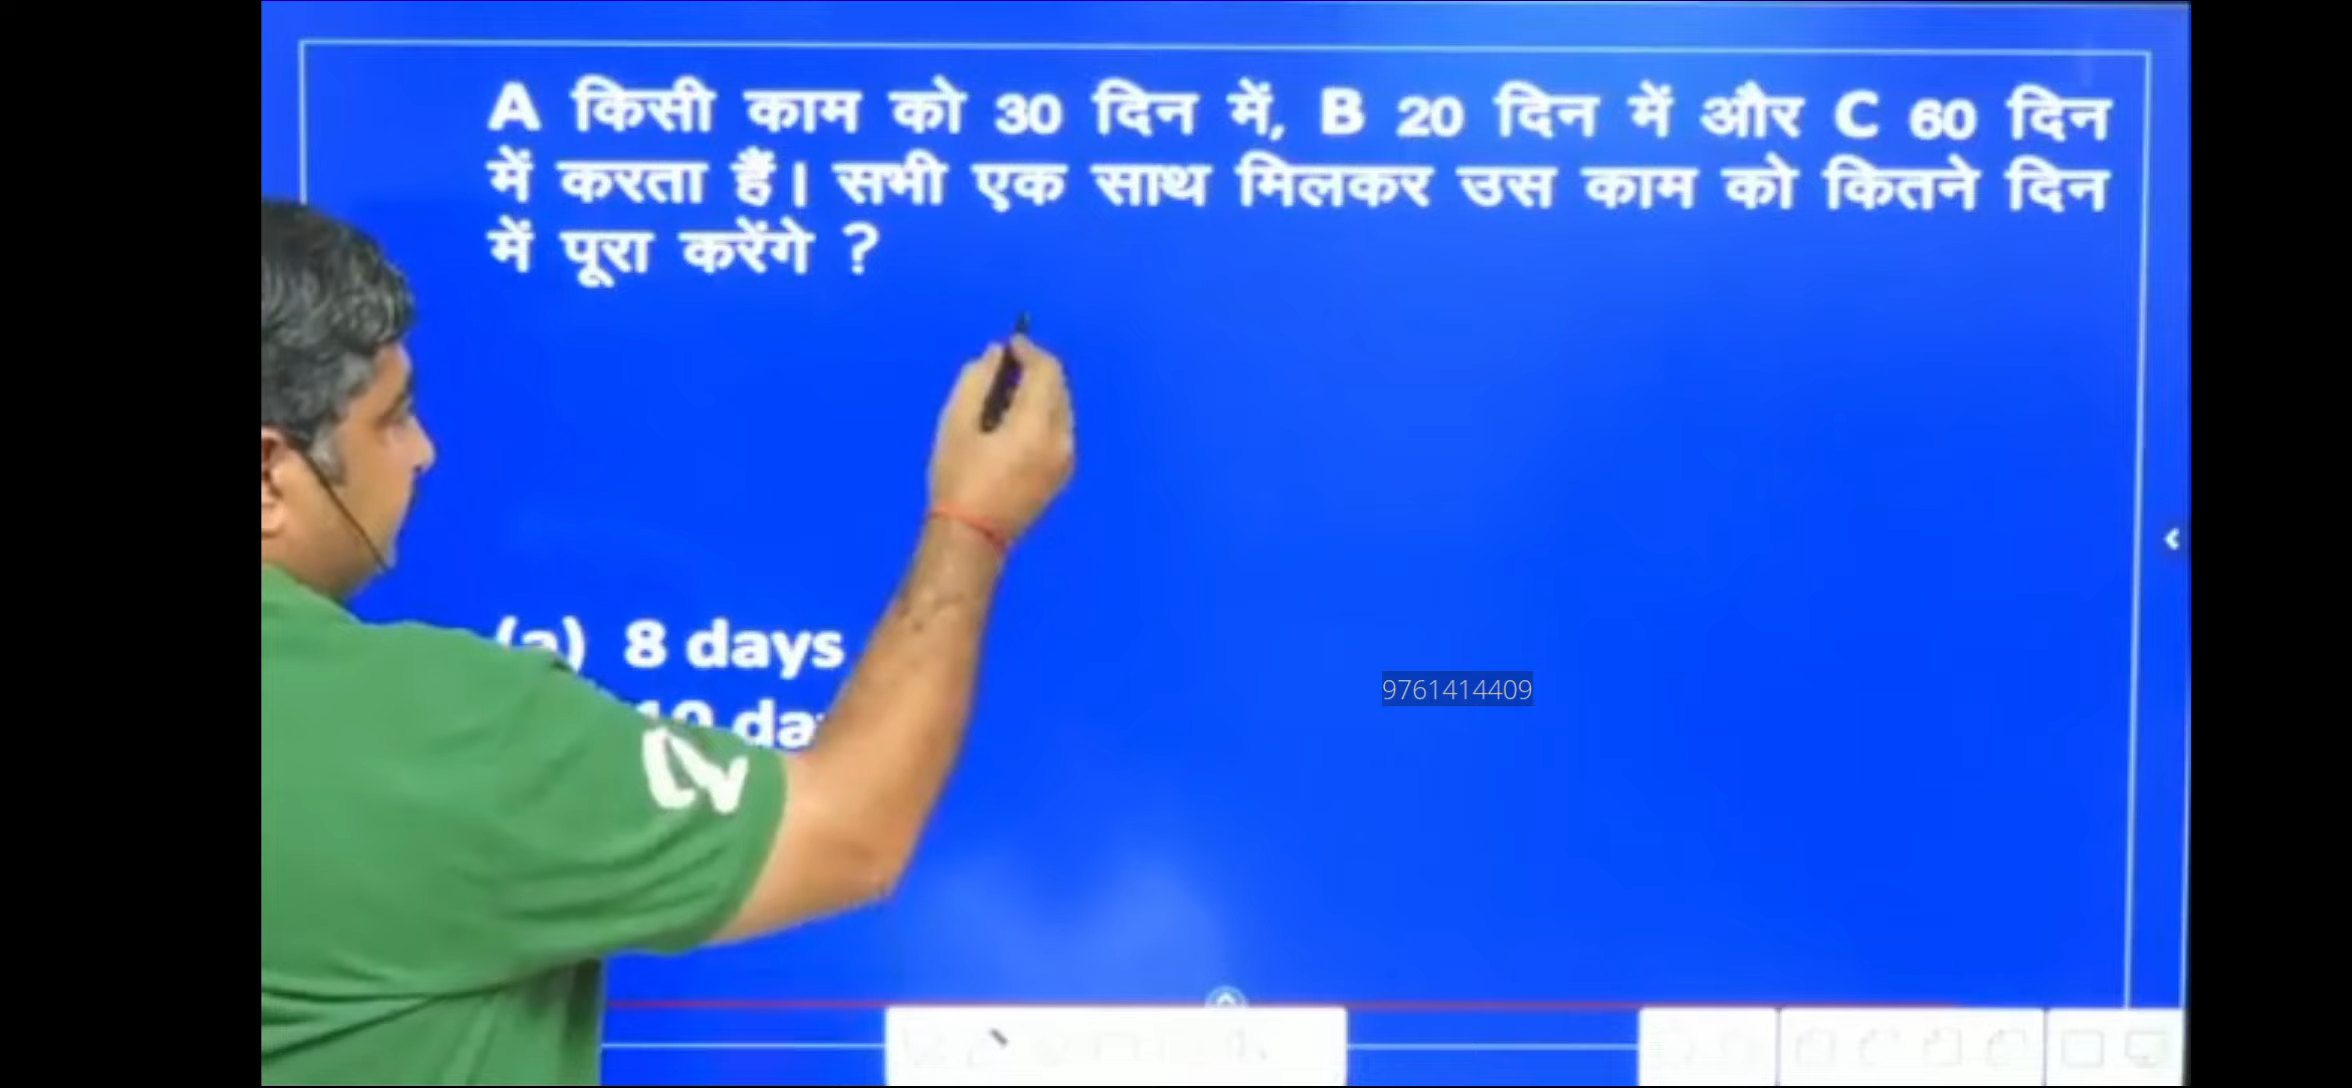 A किसी काम को 30 दिन में, B 20 दिन में और C 60 दिन
में करता हैं। सभी एक साथ मिलकर उस काम को कितने दिन
में पूरा करेंगे ?
(a) 8 days
9761414409